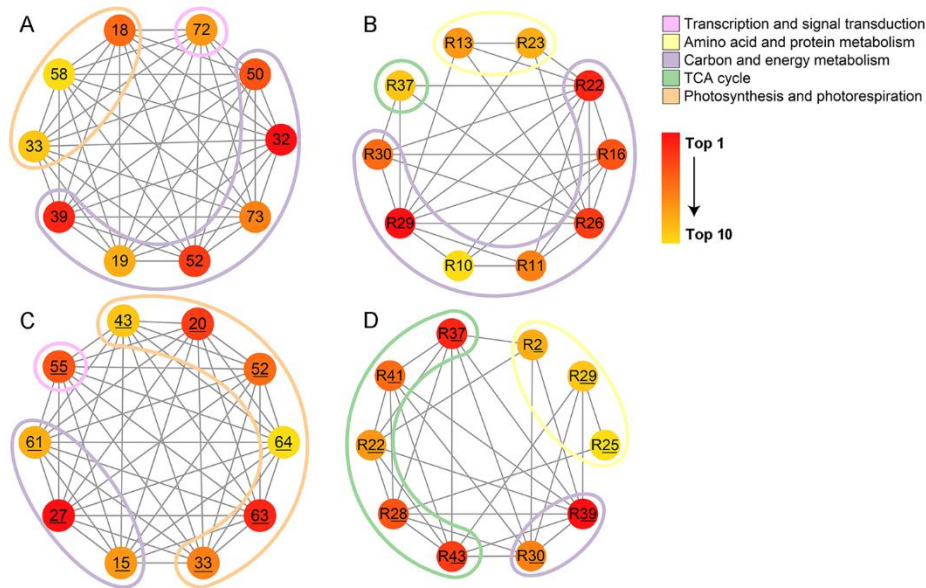 A
18
72
58
50
33
32
39
73
19
52
B
R13
R23
R37
R22
R30
R16
R29
R26
R10
R11
Transcription and signal transduction
Amino acid and protein metabolism
Carbon and energy metabolism
TCA cycle
Photosynthesis and photorespiration
Top 1
Top 10
C
43
20
55
52
61
64
27
63
15
33
D
R37
R2
R41
R29
R22
R25
R28
R39
R43
R30